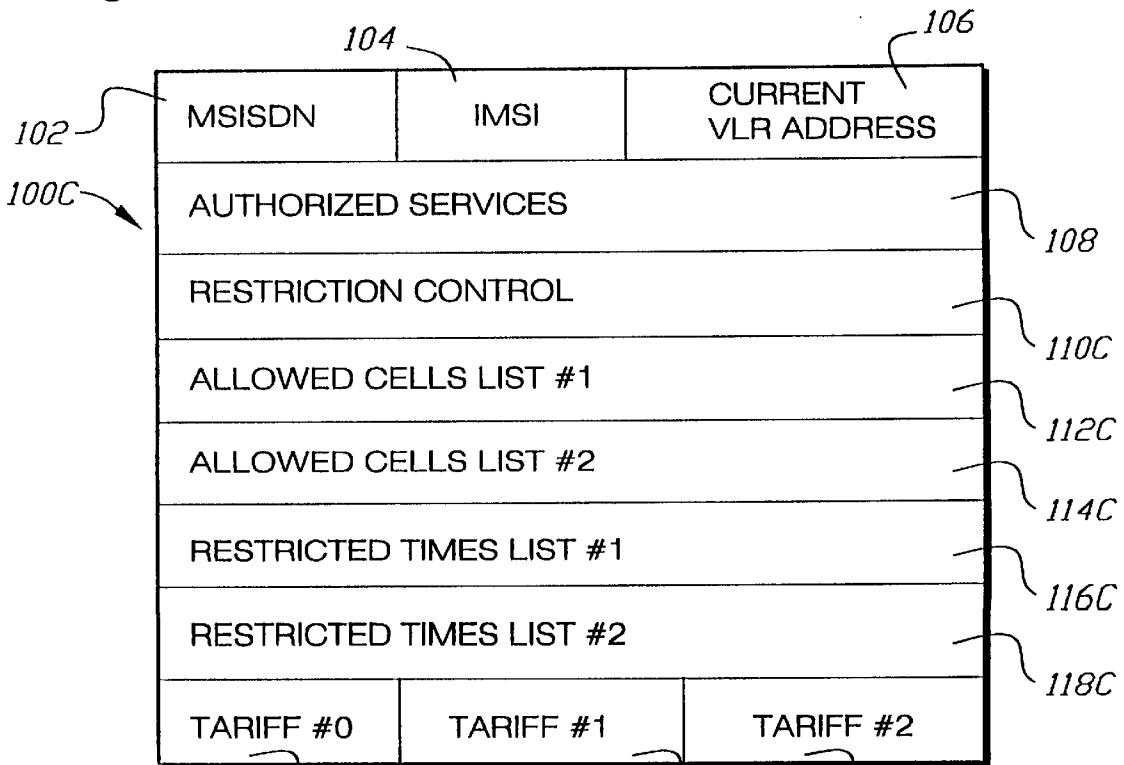 104
106
102
MSISDN
IMSI
CURRENT
VLR ADDRESS
100C
AUTHORIZED SERVICES
108
RESTRICTION CONTROL
110C
ALLOWED CELLS LIST #1
112C
ALLOWED CELLS LIST #2
114C
RESTRICTED TIMES LIST #1
116C
RESTRICTED TIMES LIST #2
118C
TARIFF #0
TARIFF #1
TARIFF #2